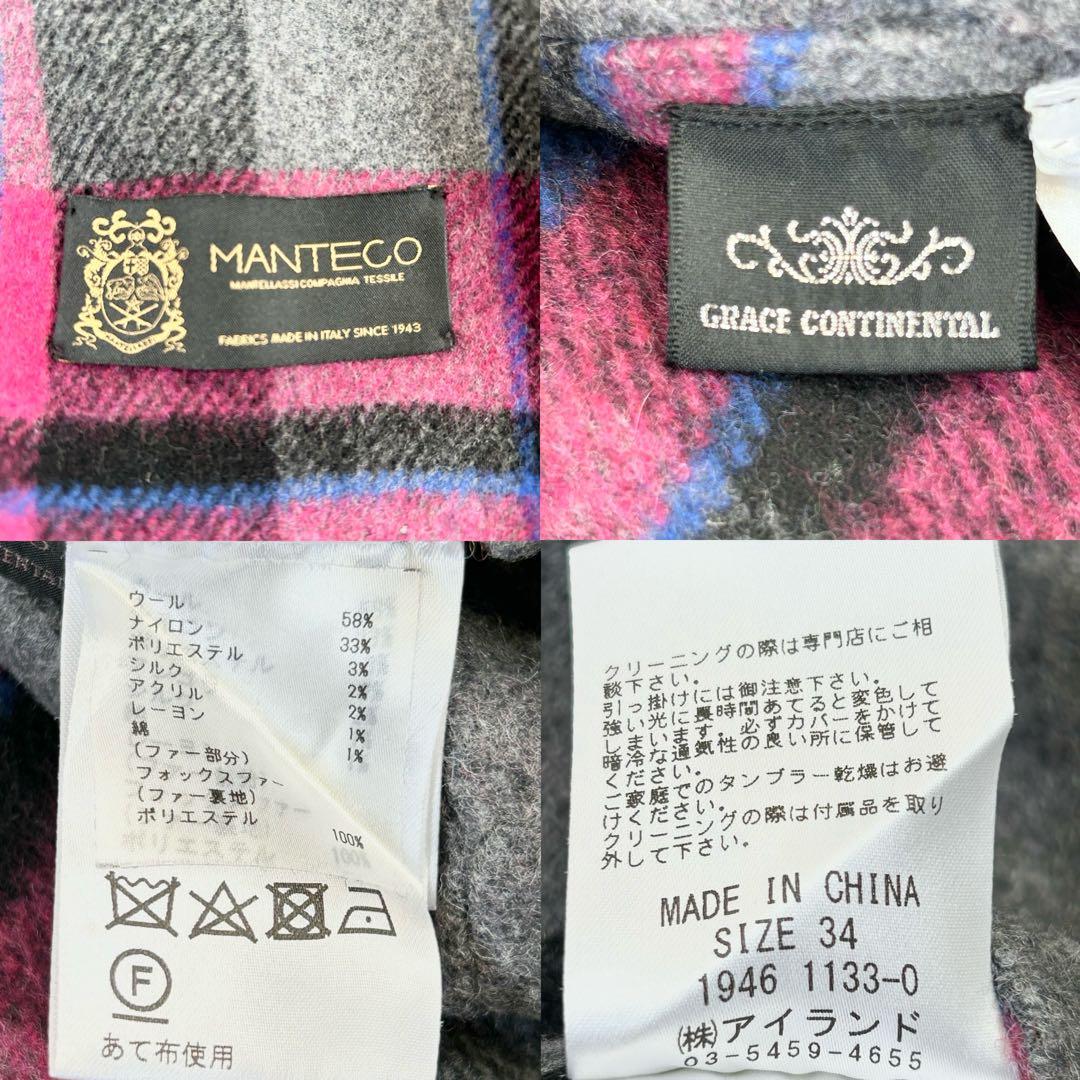 MANTECO
MANTELLASSI COMPAGNIA TESSILE
FABRICS MADE IN ITALY SINCE 1943
GRACE CONTINENTAL
ウール 58%
ナイロン 33%
ポリエステル 3%
シルク 2%
アクリル 2%
レーヨン 1%
綿 1%
(ファー部分)
フォックスファー
(ファー裏地)
ポリエステル 100%
F
あて布使用
クリーニングの際は専門店にご相
談下さい。
引っ掛けには御注意下さい。
強い光に長時間あてると変色して
しまいます。必ずカバーをかけて
暗冷な通気性の良い所に保管して
ください。
ご家庭でのタンブラー乾燥はお避
けください。
クリーニングの際は付属品を取り
外して下さい。
MADE IN CHINA
SIZE 34
1946 1133-0
(株)アイランド
03-5459-4655